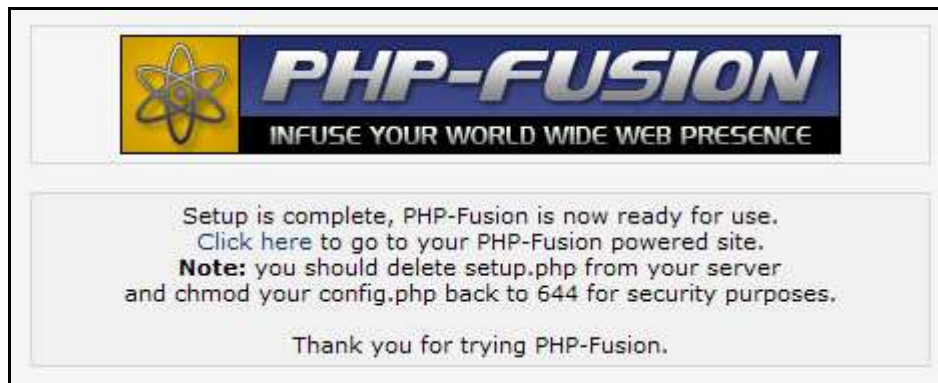 PHP-FUSION
INFUSE YOUR WORLD WIDE WEB PRESENCE
Setup is complete, PHP-Fusion is now ready for use.
Click here to go to your PHP-Fusion powered site.
Note: you should delete setup.php from your server
and chmod your config.php back to 644 for security purposes.
Thank you for trying PHP-Fusion.